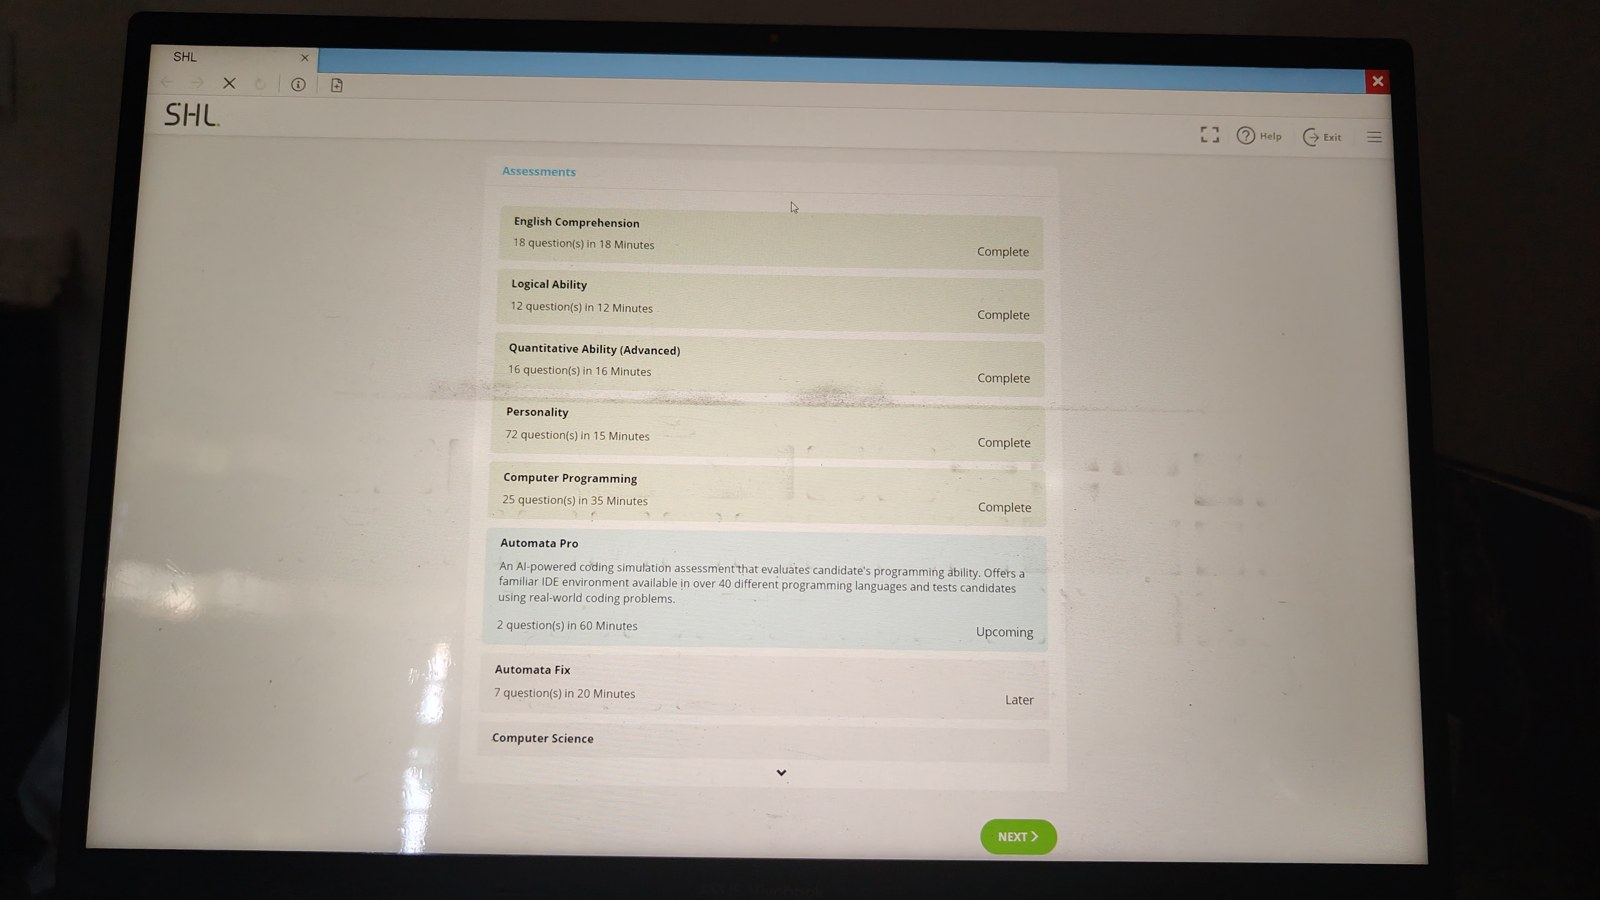 SHL
SHL.
Help
Exit
Assessments
English Comprehension
18 question(s) in 18 Minutes
Complete
Logical Ability
12 question(s) in 12 Minutes
Complete
Quantitative Ability (Advanced)
16 question(s) in 16 Minutes
Complete
Personality
72 question(s) in 15 Minutes
Complete
Computer Programming
25 question(s) in 35 Minutes
Complete
Automata Pro
An AI-powered coding simulation assessment that evaluates candidate's programming ability. Offers a
familiar IDE environment available in over 40 different programming languages and tests candidates
using real-world coding problems.
2 question(s) in 60 Minutes
Upcoming
Automata Fix
7 question(s) in 20 Minutes
Later
Computer Science
NEXT